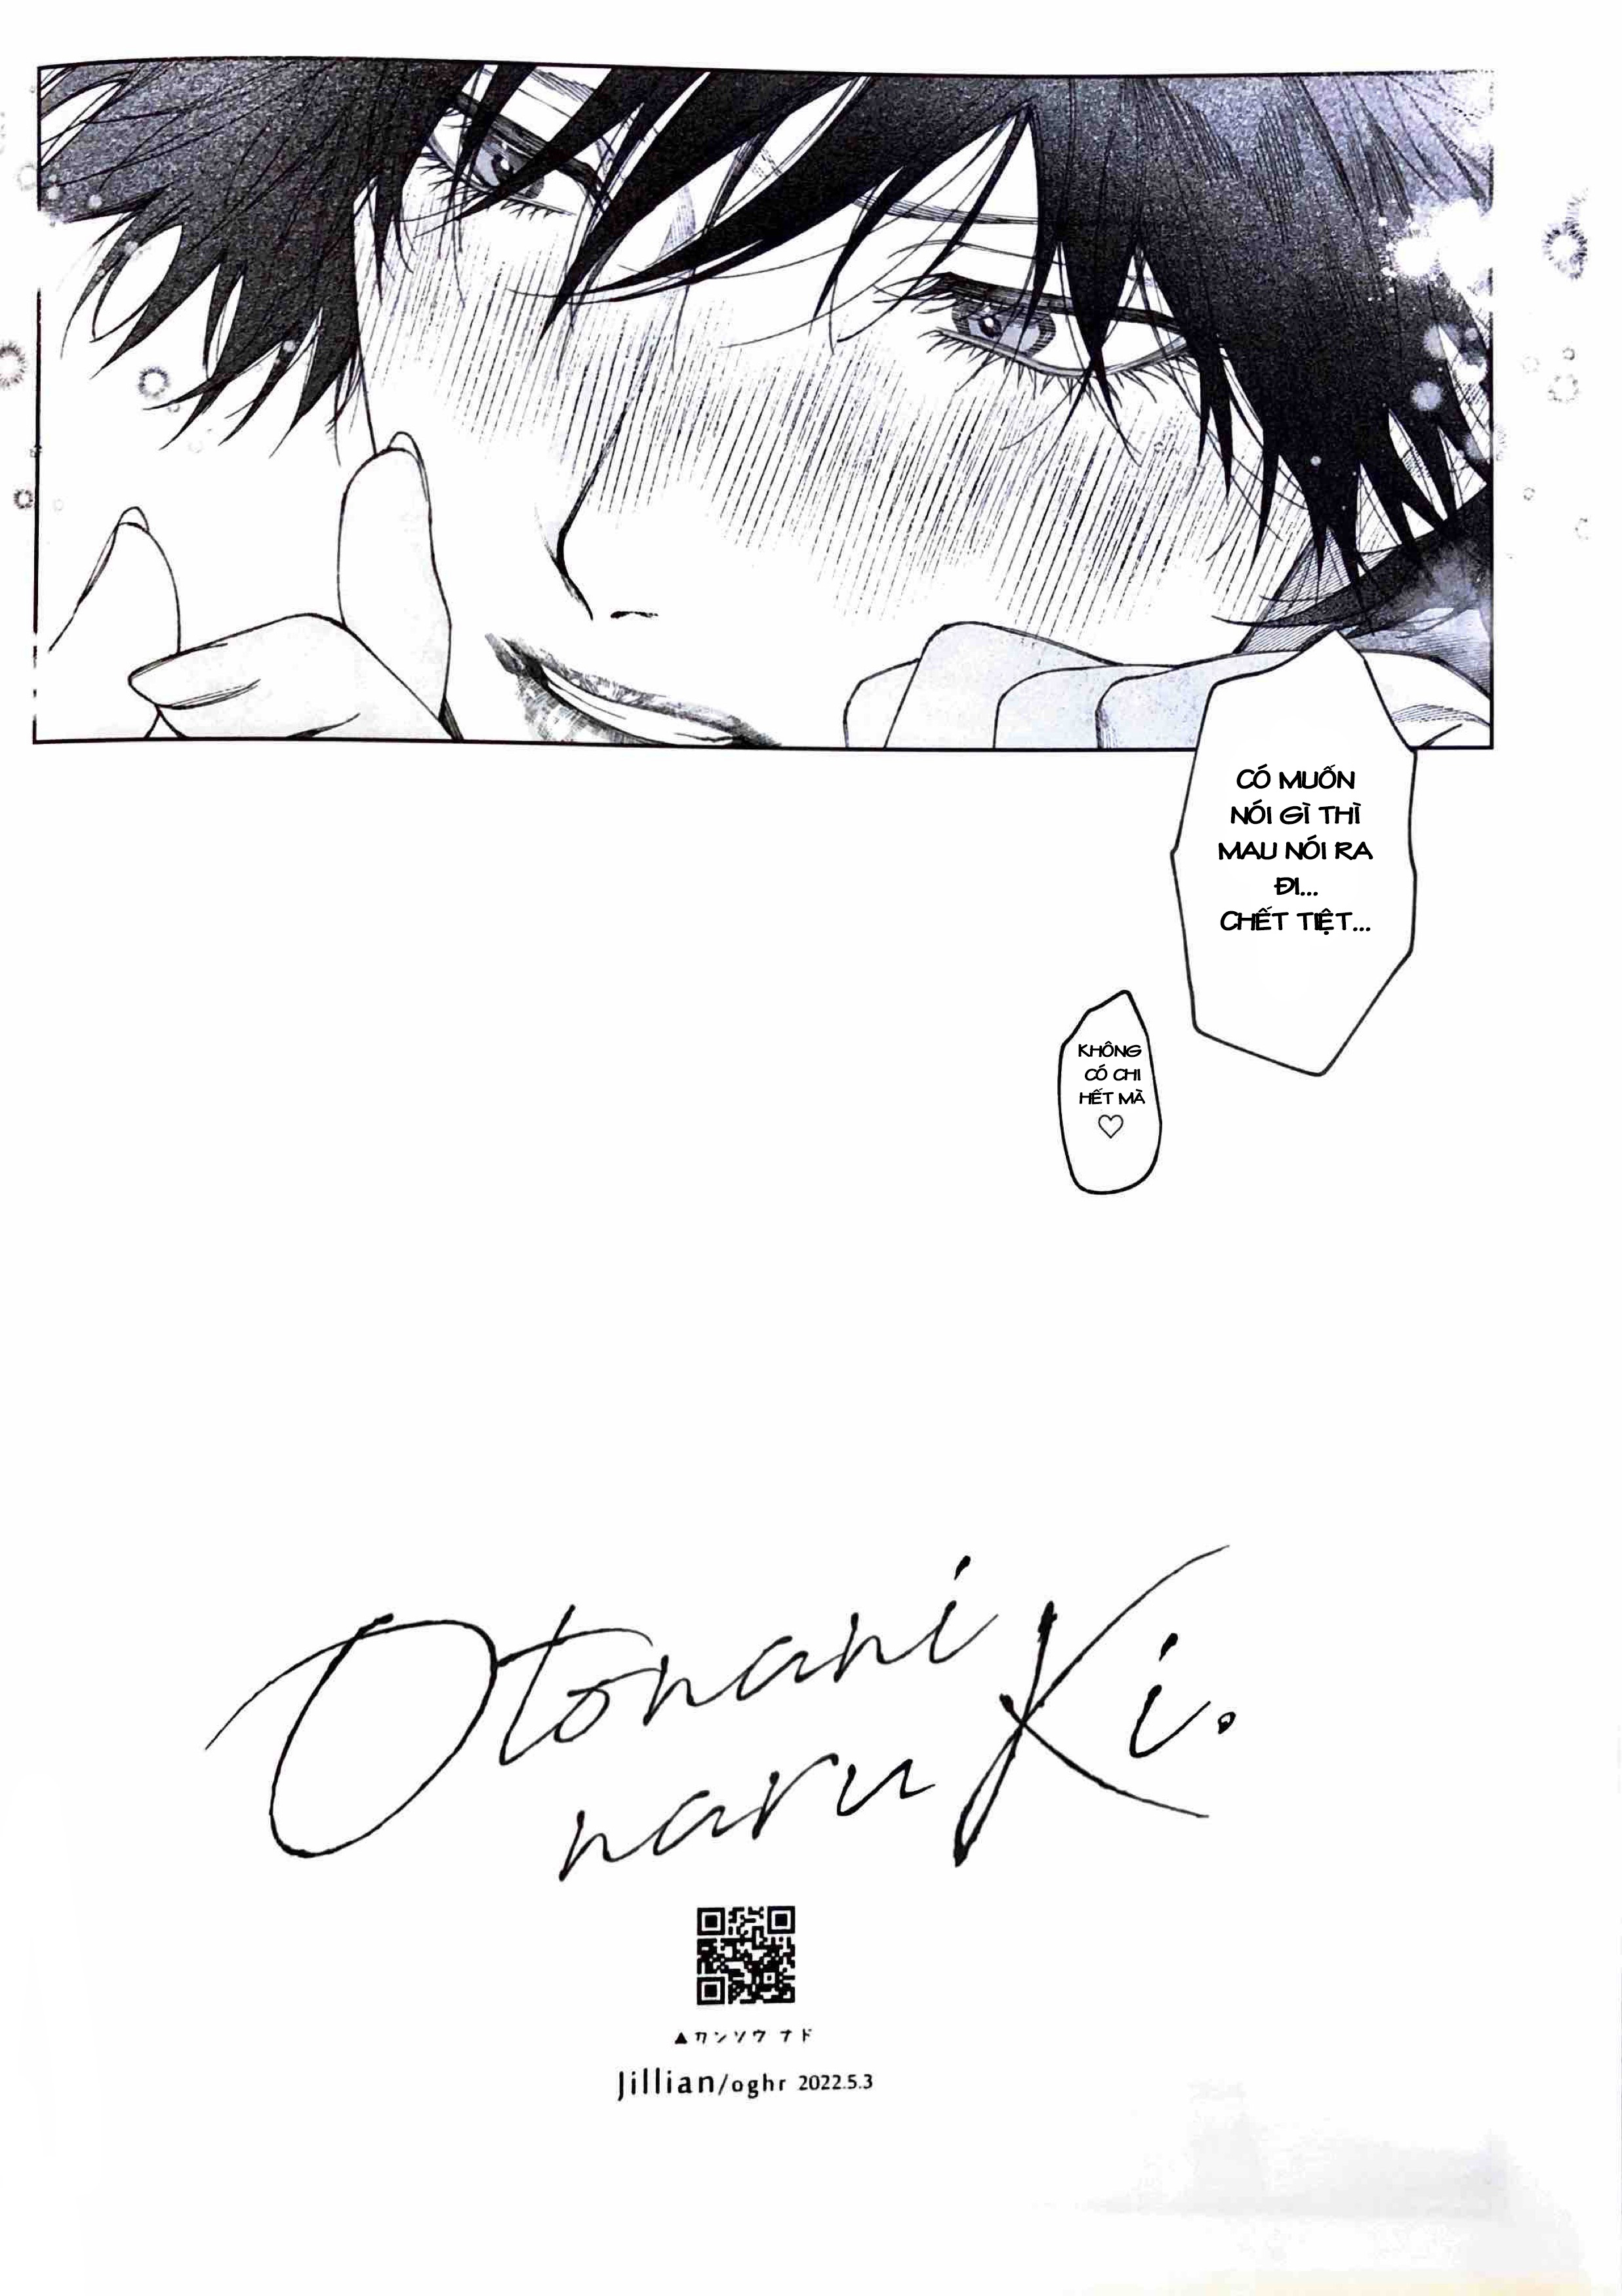 CÓ MUỐN
NÓI GÌ THÌ
MAU NÓI RA
ĐI...
CHẾT TIỆT...
KHÔNG
CÓ CHI
HẾT MÀ
♡
Otonani
naru Ki.
▲カンソウ ナド
Jillian/oghr 2022.5.3